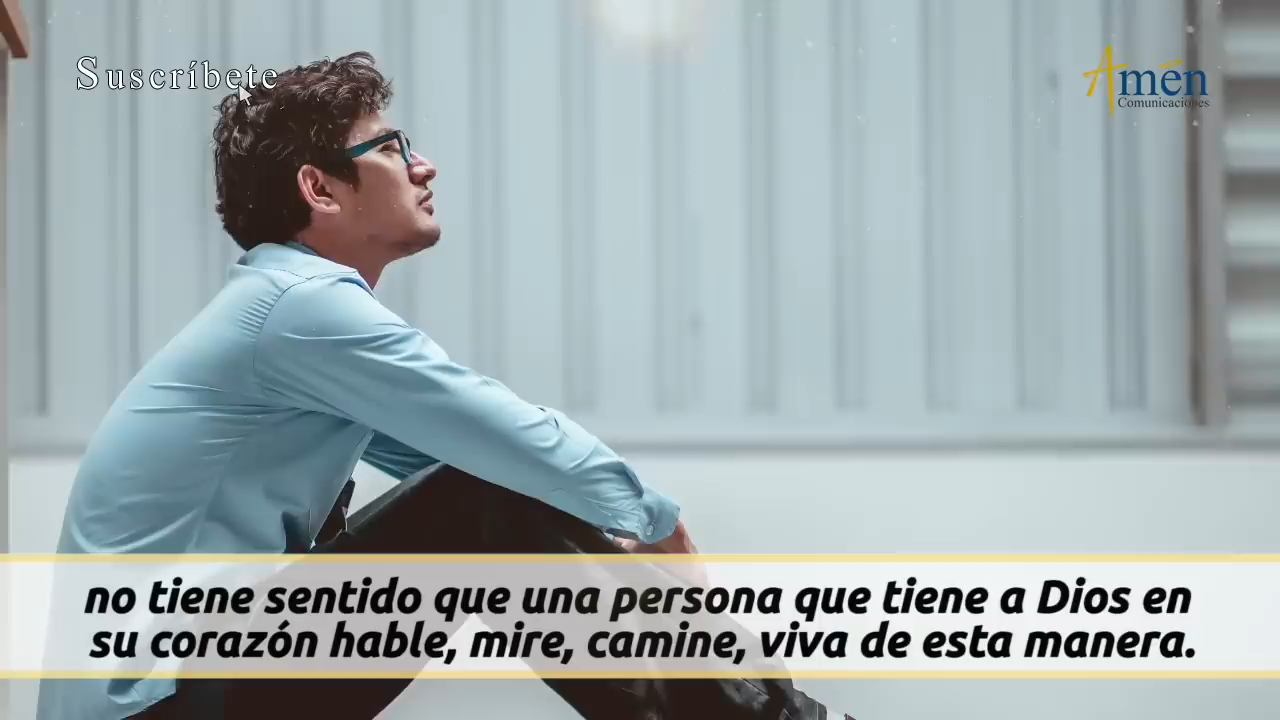 Suscríbete
Amén
Comunicaciones
no tiene sentido que una persona que tiene a Dios en
su corazón hable, mire, camine, viva de esta manera.